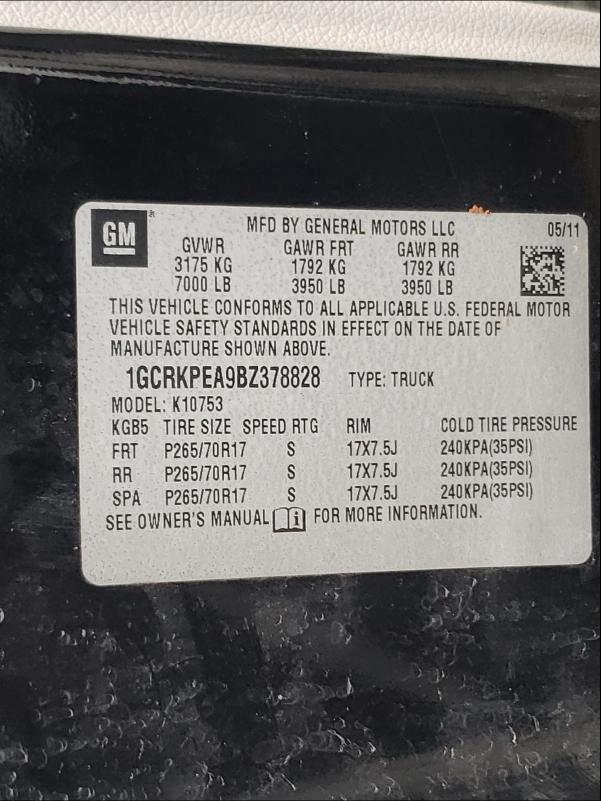 GM
MFD BY GENERAL MOTORS LLC 05/11
GVWR GAWR FRT GAWR RR
3175 KG 1792 KG 1792 KG
7000 LB 3950 LB 3950 LB
THIS VEHICLE CONFORMS TO ALL APPLICABLE U.S. FEDERAL MOTOR
VEHICLE SAFETY STANDARDS IN EFFECT ON THE DATE OF
MANUFACTURE SHOWN ABOVE.
1GCRKPEA9BZ378828 TYPE: TRUCK
MODEL: K10753
KGB5 TIRE SIZE SPEED RTG RIM COLD TIRE PRESSURE
FRT P265/70R17 S 17X7.5J 240KPA(35PSI)
RR P265/70R17 S 17X7.5J 240KPA(35PSI)
SPA P265/70R17 S 17X7.5J 240KPA(35PSI)
SEE OWNER'S MANUAL i FOR MORE INFORMATION.